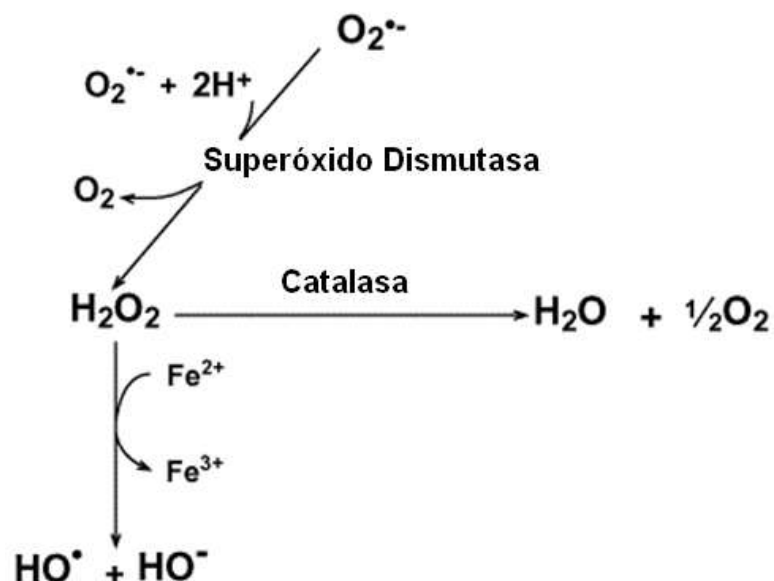 O₂•-
O₂•- + 2H⁺
Superóxido Dismutasa
O₂
Catalasa
H₂O₂
H₂O + ½O₂
Fe²⁺
Fe³⁺
HO• + HO⁻